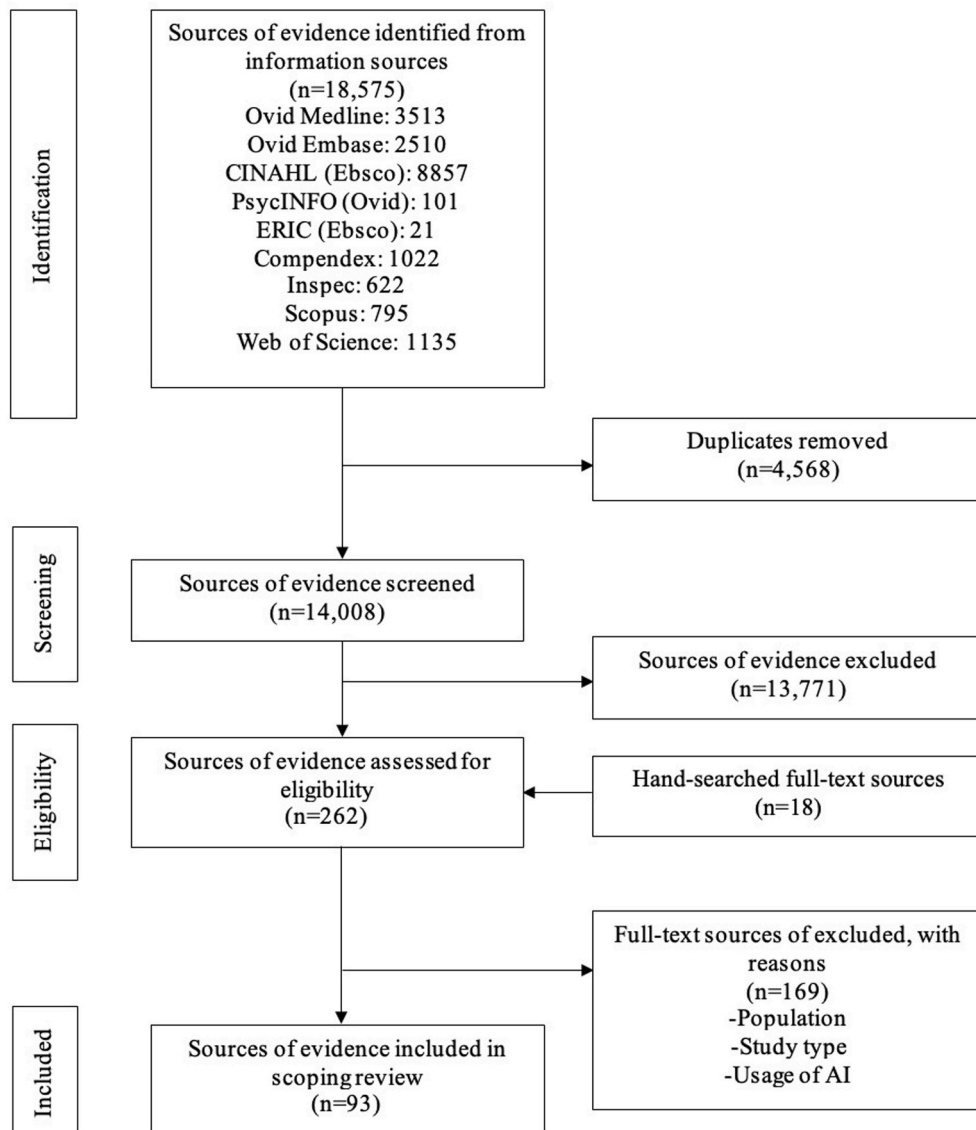 Identification
Sources of evidence identified from
information sources
(n=18,575)
Ovid Medline: 3513
Ovid Embase: 2510
CINAHL (Ebsco): 8857
PsycINFO (Ovid): 101
ERIC (Ebsco): 21
Compendex: 1022
Inspec: 622
Scopus: 795
Web of Science: 1135
Duplicates removed
(n=4,568)
Screening
Sources of evidence screened
(n=14,008)
Sources of evidence excluded
(n=13,771)
Eligibility
Sources of evidence assessed for
eligibility
(n=262)
Hand-searched full-text sources
(n=18)
Full-text sources of excluded, with
reasons
(n=169)
-Population
-Study type
-Usage of AI
Included
Sources of evidence included in
scoping review
(n=93)